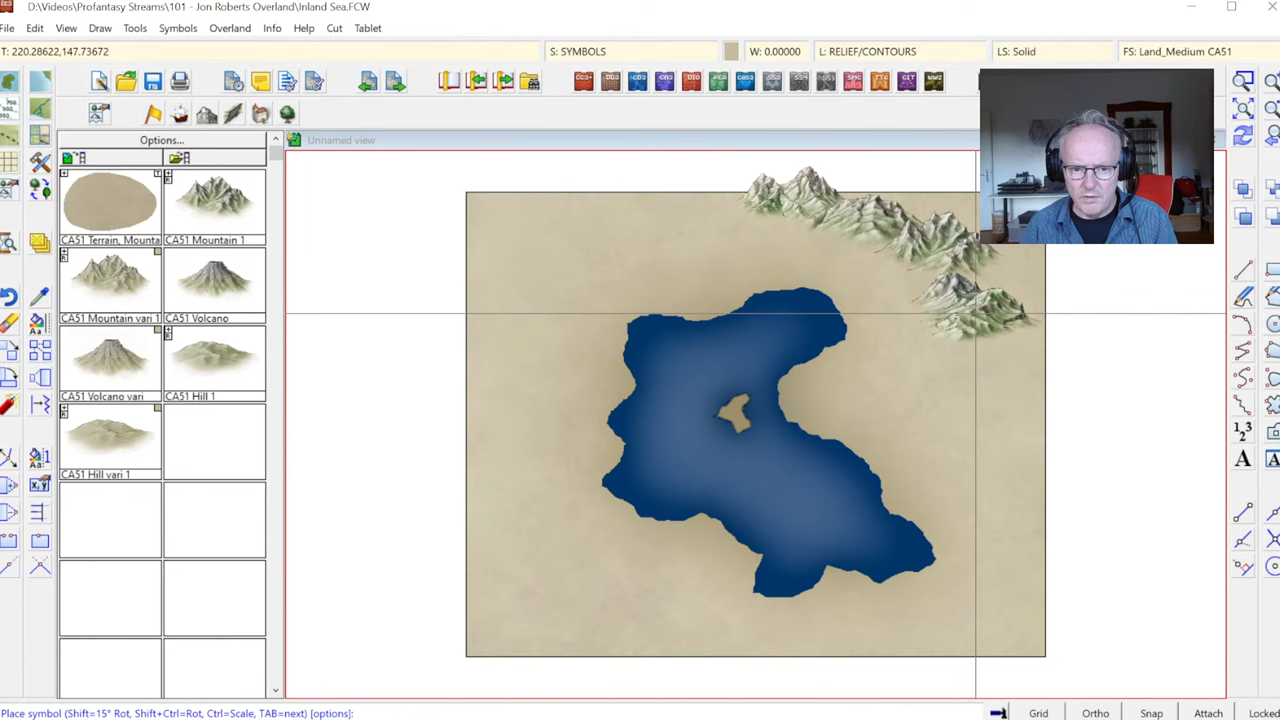 D:\Videos\Profantasy Streams\101 - Jon Roberts Overland\Inland Sea.FCW
File Edit View Draw Tools Symbols Overland Info Help Cut Tablet
T: 220.28622,147.73672 S: SYMBOLS W: 0.00000 L: RELIEF/CONTOURS LS: Solid FS: Land_Medium CA51
Options... Unnamed view
CA51 Terrain, Mounta CA51 Mountain 1
CA51 Mountain vari 1 CA51 Volcano
CA51 Volcano vari CA51 Hill 1
CA51 Hill vari 1
Place symbol (Shift=15° Rot, Shift+Ctrl=Rot, Ctrl=Scale, TAB=next) [options]: Grid Ortho Snap Attach Locked